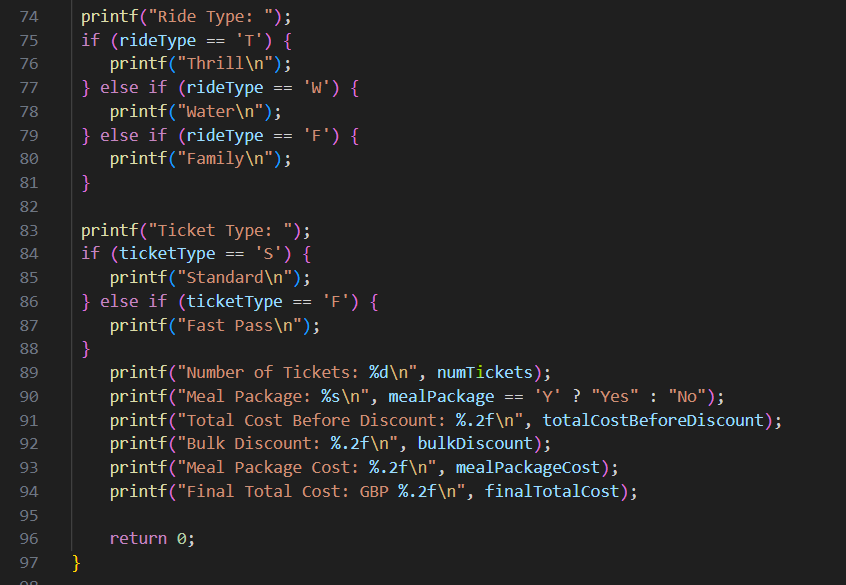 74 printf("Ride Type: ");
75 if (rideType == 'T') {
76 printf("Thrill\n");
77 } else if (rideType == 'W') {
78 printf("Water\n");
79 } else if (rideType == 'F') {
80 printf("Family\n");
81 }
82
83 printf("Ticket Type: ");
84 if (ticketType == 'S') {
85 printf("Standard\n");
86 } else if (ticketType == 'F') {
87 printf("Fast Pass\n");
88 }
89 printf("Number of Tickets: %d\n", numTickets);
90 printf("Meal Package: %s\n", mealPackage == 'Y' ? "Yes" : "No");
91 printf("Total Cost Before Discount: %.2f\n", totalCostBeforeDiscount);
92 printf("Bulk Discount: %.2f\n", bulkDiscount);
93 printf("Meal Package Cost: %.2f\n", mealPackageCost);
94 printf("Final Total Cost: GBP %.2f\n", finalTotalCost);
95
96 return 0;
97 }